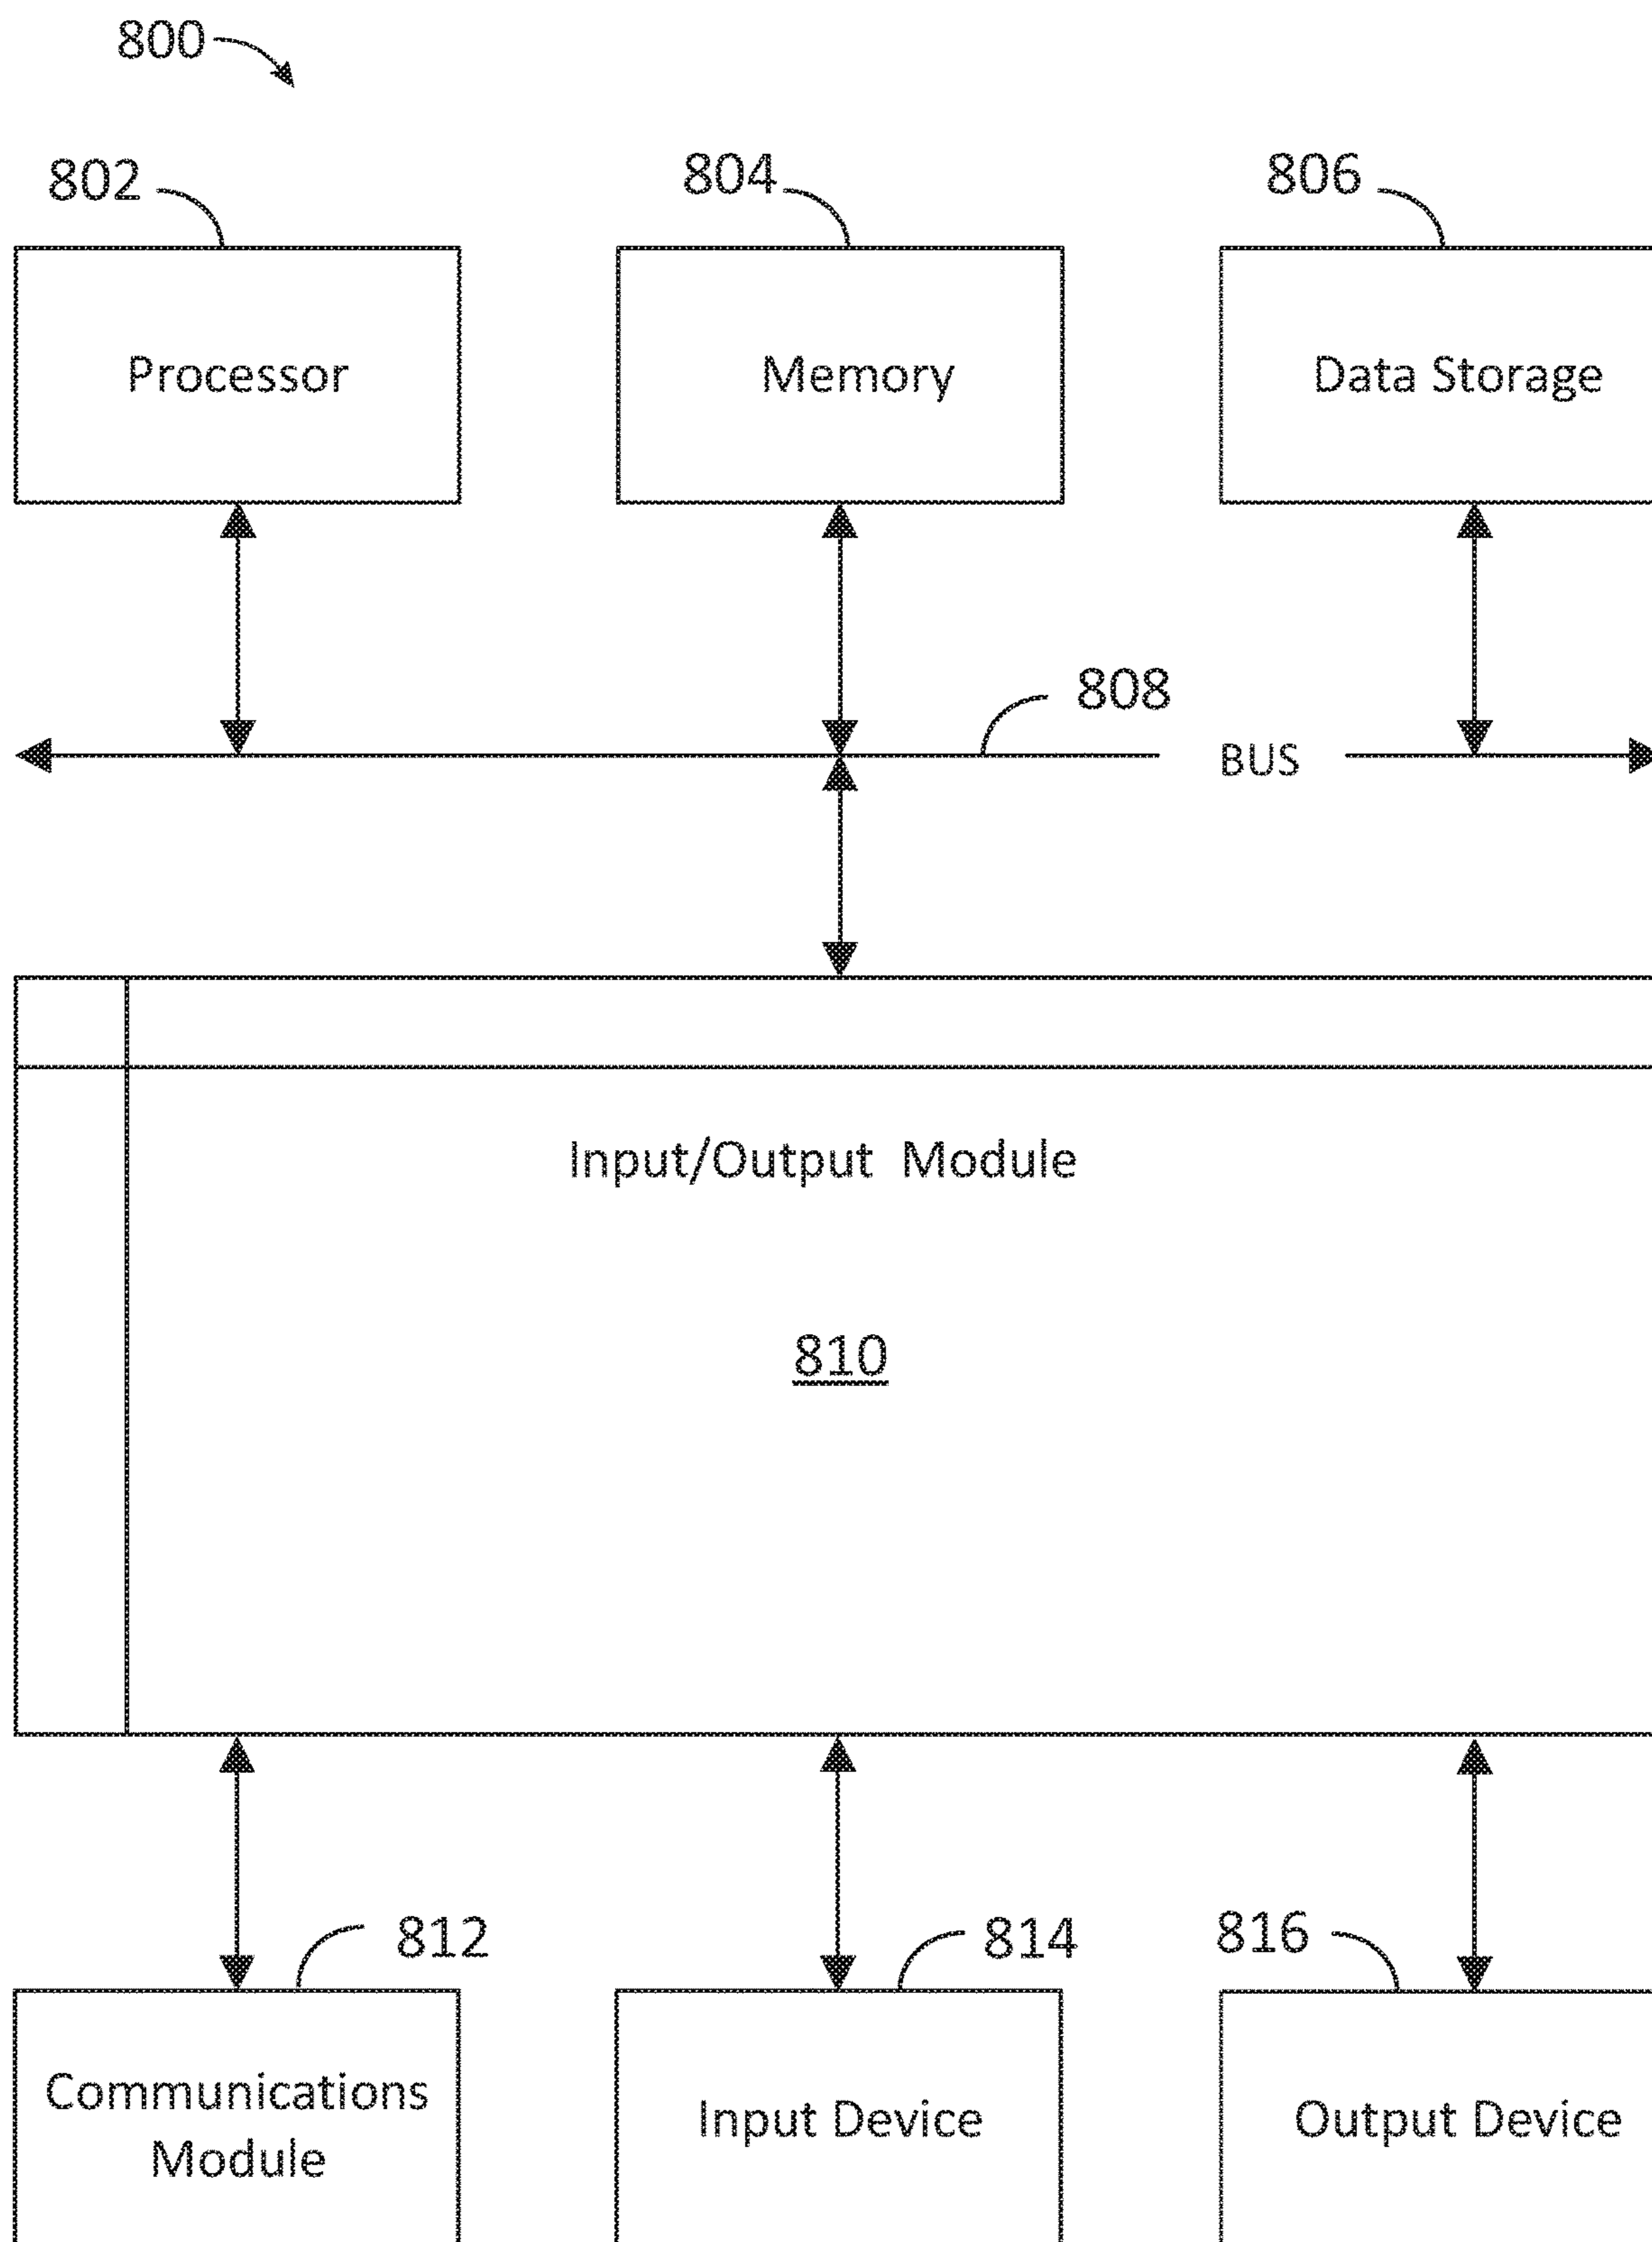 800
802
804
806
Processor
Memory
Data Storage
808
BUS
Input/Output Module
810
812
814
816
Communications
Module
Input Device
Output Device